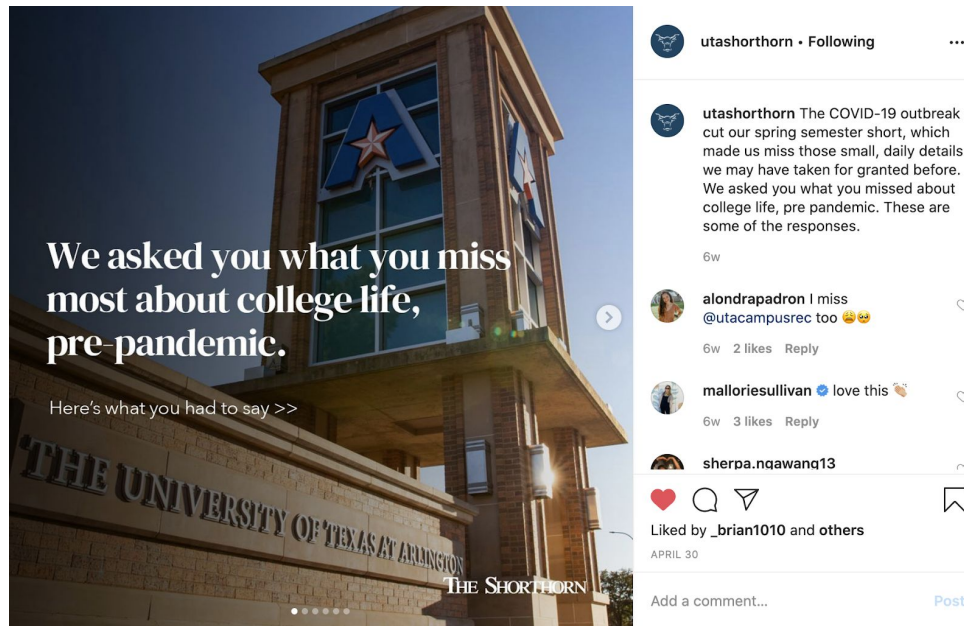 We asked you what you miss
most about college life,
pre-pandemic.
Here's what you had to say >>
THE UNIVERSITY OF TEXAS AT ARLINGTON
THE SHORTHORN
utashorthorn • Following
utashorthorn The COVID-19 outbreak
cut our spring semester short, which
made us miss those small, daily details
we may have taken for granted before.
We asked you what you missed about
college life, pre pandemic. These are
some of the responses.
6w
alondrapadron I miss
@utacampusrec too 😩🥺
6w 2 likes Reply
malloriesullivan love this 👏🏼
6w 3 likes Reply
sherpa.ngawang13
Liked by _brian1010 and others
APRIL 30
Add a comment...
Post